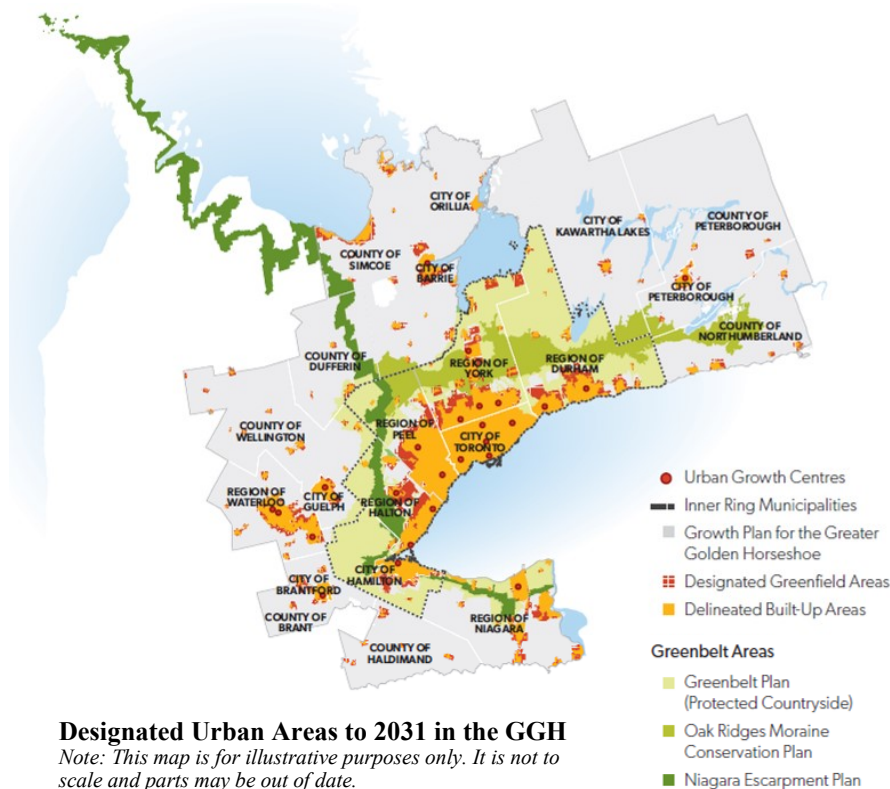 CITY OF
ORILLIA
CITY OF
KAWARTHA LAKES
COUNTY OF
PETERBOROUGH
COUNTY OF
SIMCOE
CITY OF
BARRIE
CITY OF
PETERBOROUGH
COUNTY OF
NORTHUMBERLAND
COUNTY OF
DUFFERIN
REGION OF
YORK
REGION OF
DURHAM
COUNTY OF
WELLINGTON
REGION OF
PEEL
CITY OF
TORONTO
REGION OF
WATERLOO
CITY OF
GUELPH
REGION OF
HALTON
CITY OF
HAMILTON
CITY OF
BRANTFORD
COUNTY OF
BRANT
REGION OF
NIAGARA
COUNTY OF
HALDIMAND
Urban Growth Centres
Inner Ring Municipalities
Growth Plan for the Greater
Golden Horseshoe
Designated Greenfield Areas
Delineated Built-Up Areas
Greenbelt Areas
Greenbelt Plan
(Protected Countryside)
Oak Ridges Moraine
Conservation Plan
Niagara Escarpment Plan
Designated Urban Areas to 2031 in the GGH
Note: This map is for illustrative purposes only. It is not to
scale and parts may be out of date.